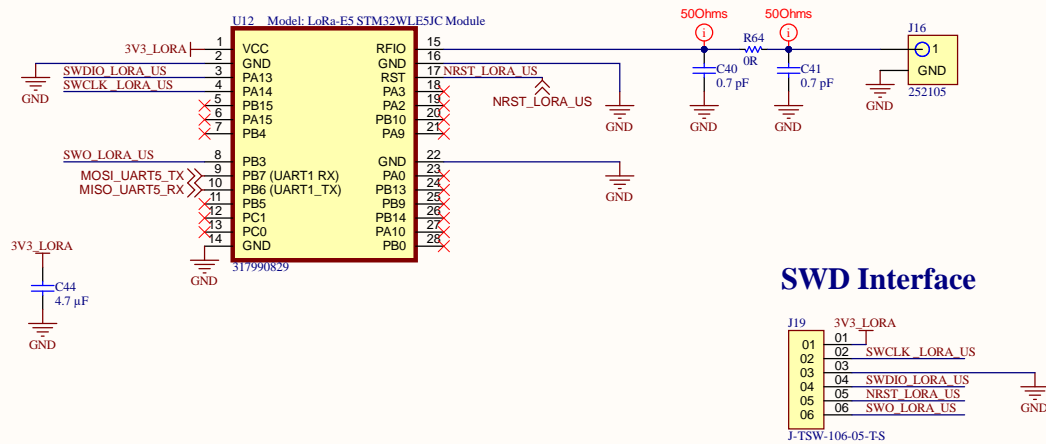 U12 Model: LoRa-E5 STM32WLE5JC Module
3V3_LORA 1 VCC RFIO 15
2 GND GND 16
SWDIO_LORA_US 3 PA13 RST 17 NRST_LORA_US
SWCLK_LORA_US 4 PA14 PA3 18
5 PB15 PA2 19
6 PA15 PB10 20
7 PB4 PA9 21
SWO_LORA_US 8 PB3 GND 22
MOSI_UART5_TX 9 PB7 (UART1 RX) PA0 23
MISO_UART5_RX 10 PB6 (UART1_TX) PB13 24
11 PB5 PB9 25
12 PC1 PB14 26
13 PC0 PA10 27
14 GND PB0 28
317990829
GND
GND
NRST_LORA_US
GND
GND
50Ohms
i
50Ohms
i
R64
0R
C40
0.7 pF
GND
C41
0.7 pF
GND
J16
1
GND
252105
GND
3V3_LORA
C44
4.7 µF
GND
SWD Interface
J19
3V3_LORA
01 01
02 02 SWCLK_LORA_US
03 03
04 04 SWDIO_LORA_US
05 05 NRST_LORA_US
06 06 SWO_LORA_US
GND
J-TSW-106-05-T-S